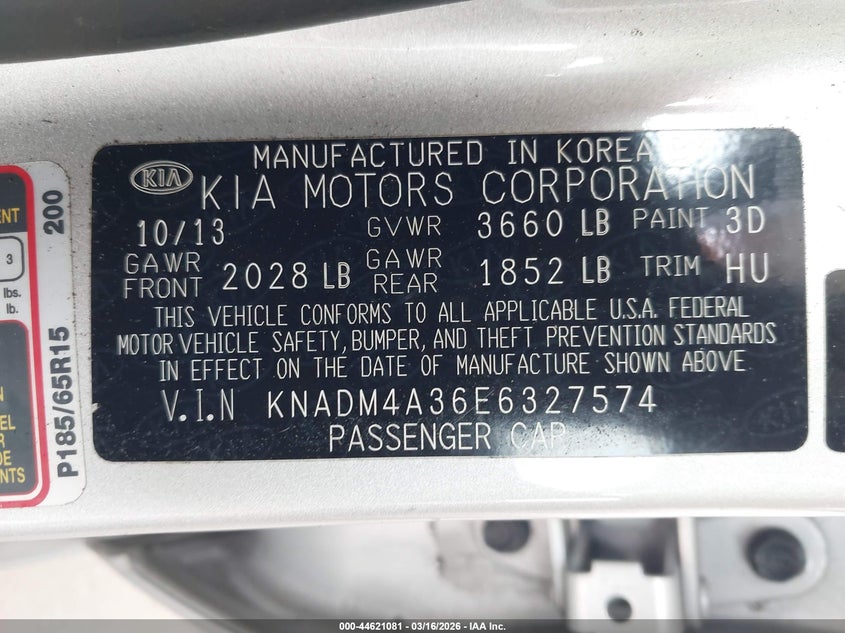 MANUFACTURED IN KOREA
KIA
KIA MOTORS CORPORATION
10/13 GVWR 3660 LB PAINT 3D
GAWR FRONT 2028 LB GAWR REAR 1852 LB TRIM HU
THIS VEHICLE CONFORMS TO ALL APPLICABLE U.S.A. FEDERAL
MOTOR VEHICLE SAFETY, BUMPER, AND THEFT PREVENTION STANDARDS
IN EFFECT ON THE DATE OF MANUFACTURE SHOWN ABOVE
V.I.N KNADM4A36E6327574
PASSENGER CAR
P185/65R15 200
3
lbs.
lb.
000-44621081 - 03/16/2026 - IAA Inc.